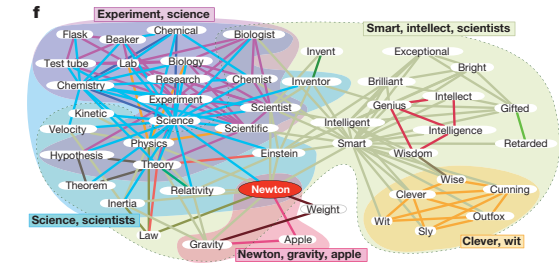 f
Experiment, science
Smart, intellect, scientists
Flask
Beaker
Chemical
Biologist
Invent
Exceptional
Test tube
Lab
Biology
Bright
Chemistry
Research
Chemist
Inventor
Brilliant
Experiment
Scientist
Genius
Intellect
Gifted
Kinetic
Science
Scientific
Intelligent
Intelligence
Velocity
Physics
Smart
Retarded
Hypothesis
Theory
Einstein
Wisdom
Theorem
Relativity
Newton
Wise
Inertia
Clever
Cunning
Science, scientists
Weight
Wit
Outfox
Law
Gravity
Apple
Sly
Clever, wit
Newton, gravity, apple